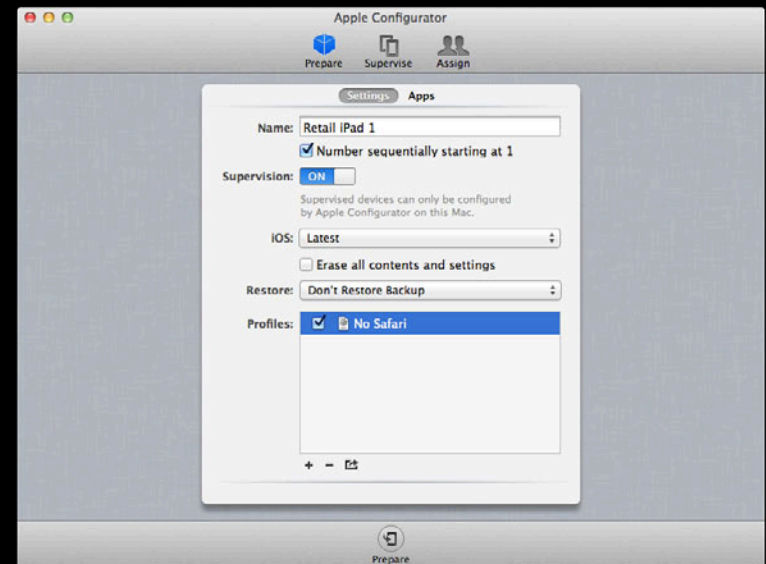 Apple Configurator
Prepare Supervise Assign
Settings Apps
Name: Retail iPad 1
Number sequentially starting at 1
Supervision: ON
Supervised devices can only be configured
by Apple Configurator on this Mac.
iOS: Latest
Erase all contents and settings
Restore: Don't Restore Backup
Profiles: No Safari
Prepare